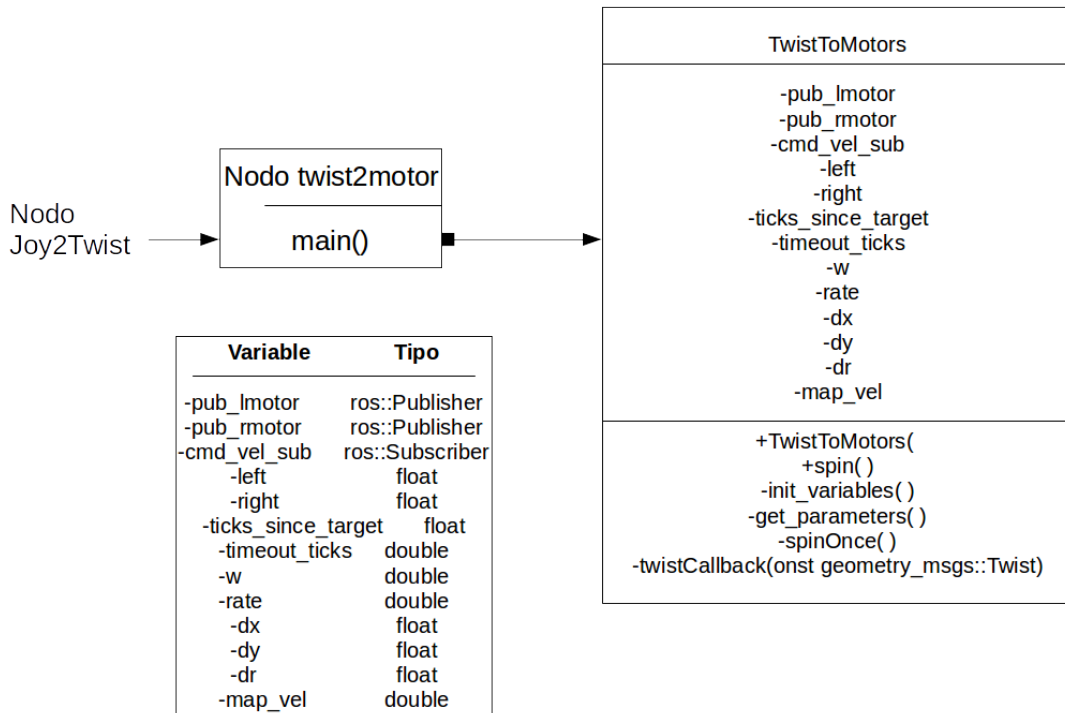 Nodo
Joy2Twist
Nodo twist2motor
main()
TwistToMotors
-pub_lmotor
-pub_rmotor
-cmd_vel_sub
-left
-right
-ticks_since_target
-timeout_ticks
-w
-rate
-dx
-dy
-dr
-map_vel
+TwistToMotors(
+spin( )
-init_variables( )
-get_parameters( )
-spinOnce( )
-twistCallback(onst geometry_msgs::Twist)
Variable Tipo
-pub_lmotor ros::Publisher
-pub_rmotor ros::Publisher
-cmd_vel_sub ros::Subscriber
-left float
-right float
-ticks_since_target float
-timeout_ticks double
-w double
-rate double
-dx float
-dy float
-dr float
-map_vel double